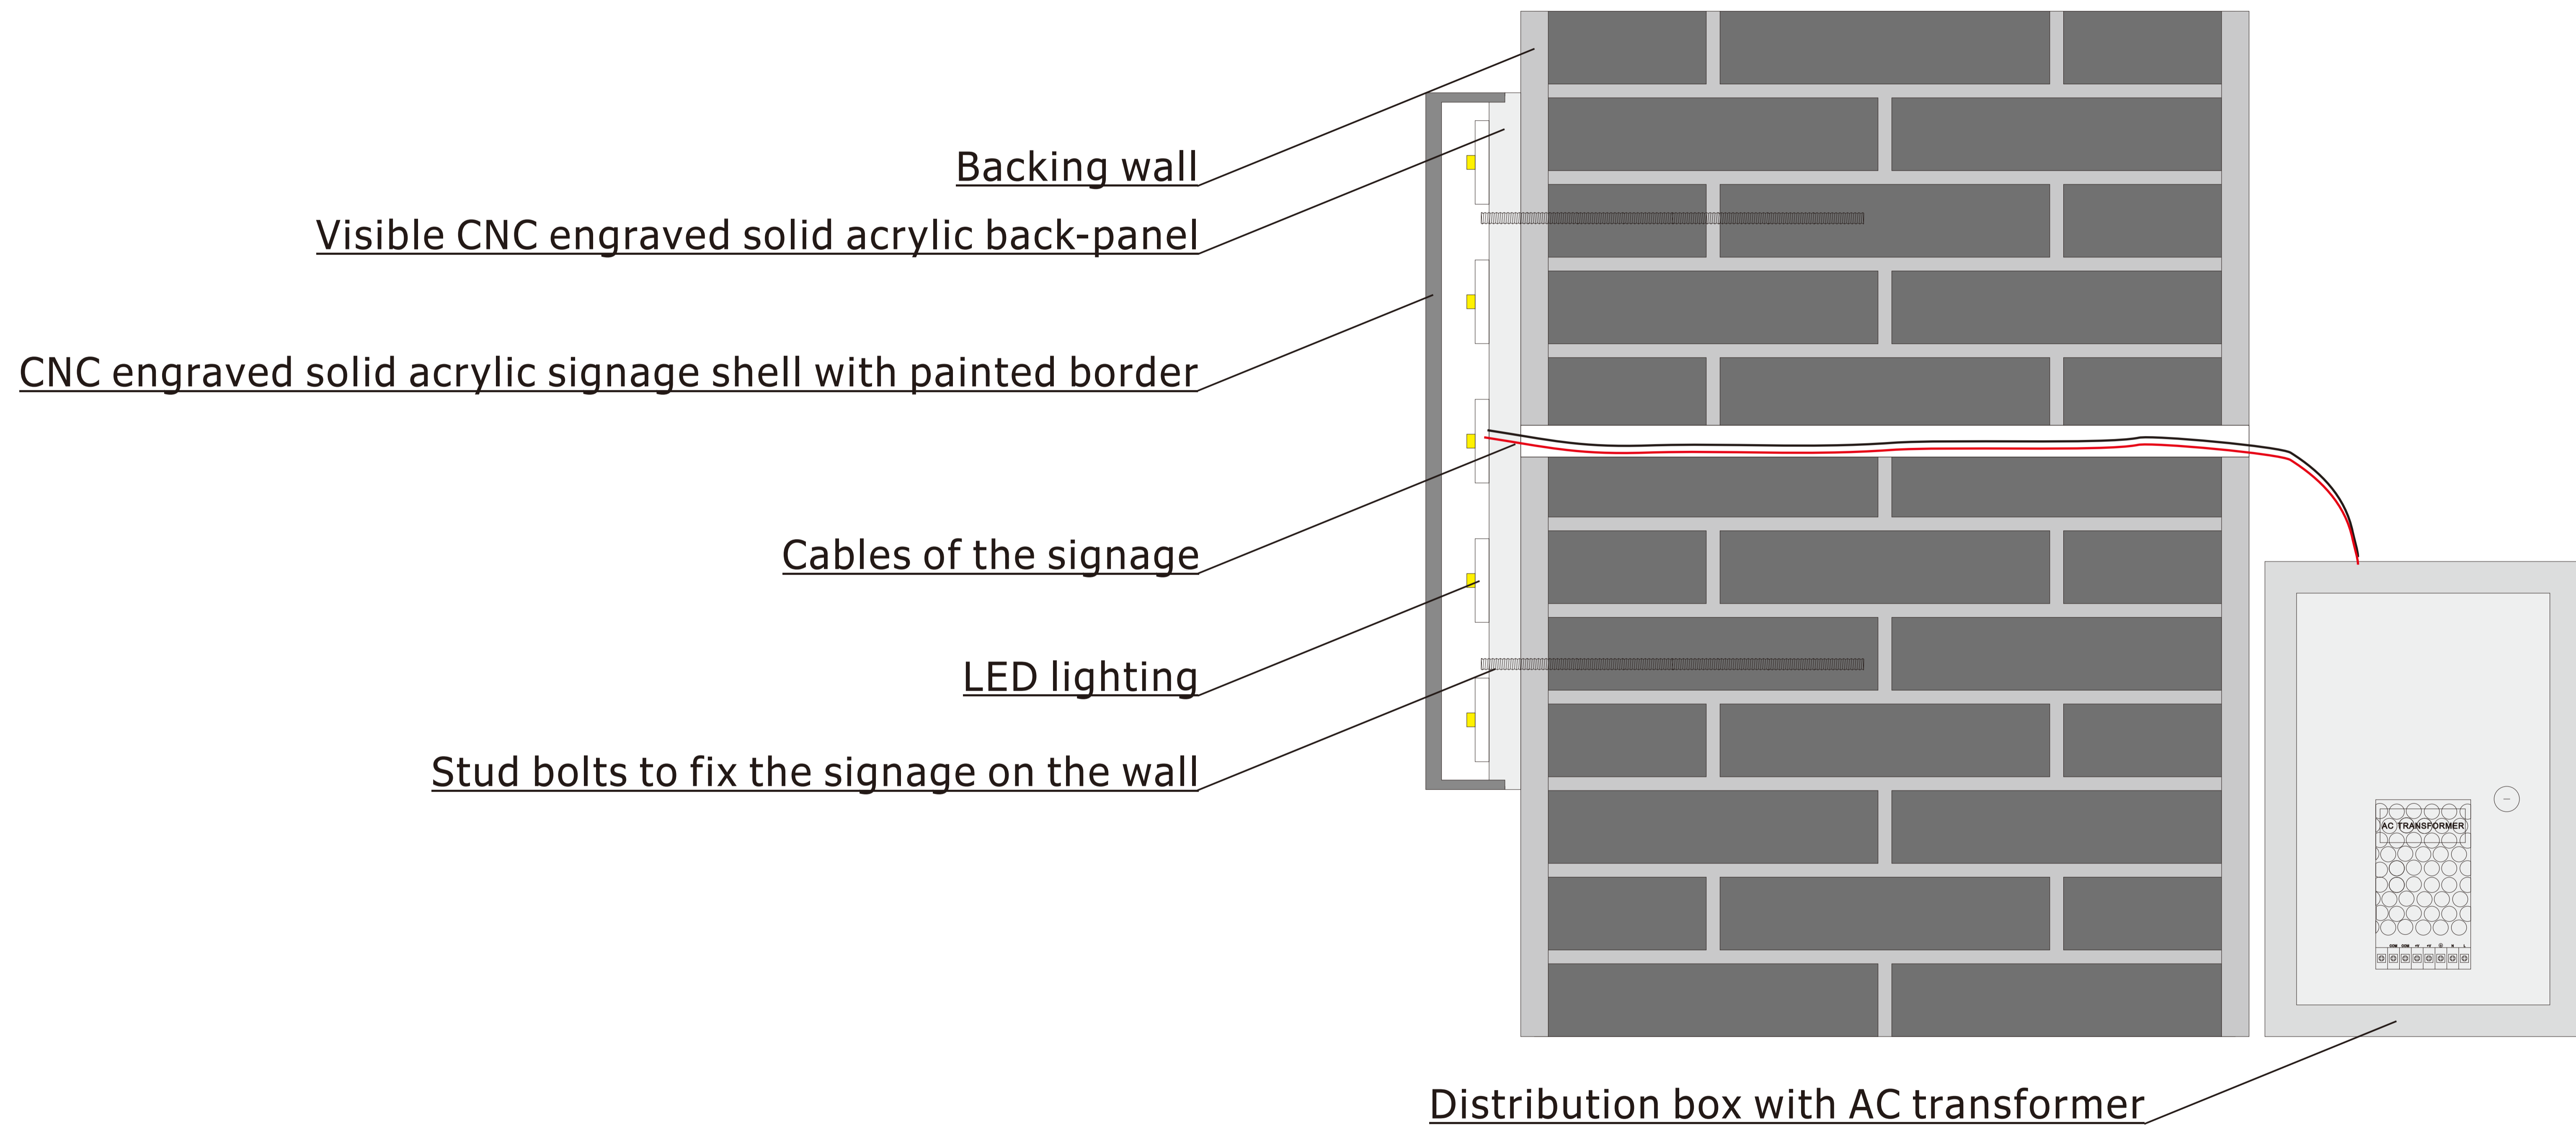 Backing wall
Visible CNC engraved solid acrylic back-panel
CNC engraved solid acrylic signage shell with painted border
Cables of the signage
LED lighting
Stud bolts to fix the signage on the wall
AC TRANSFORMER
COM COM +V +V N L
Distribution box with AC transformer